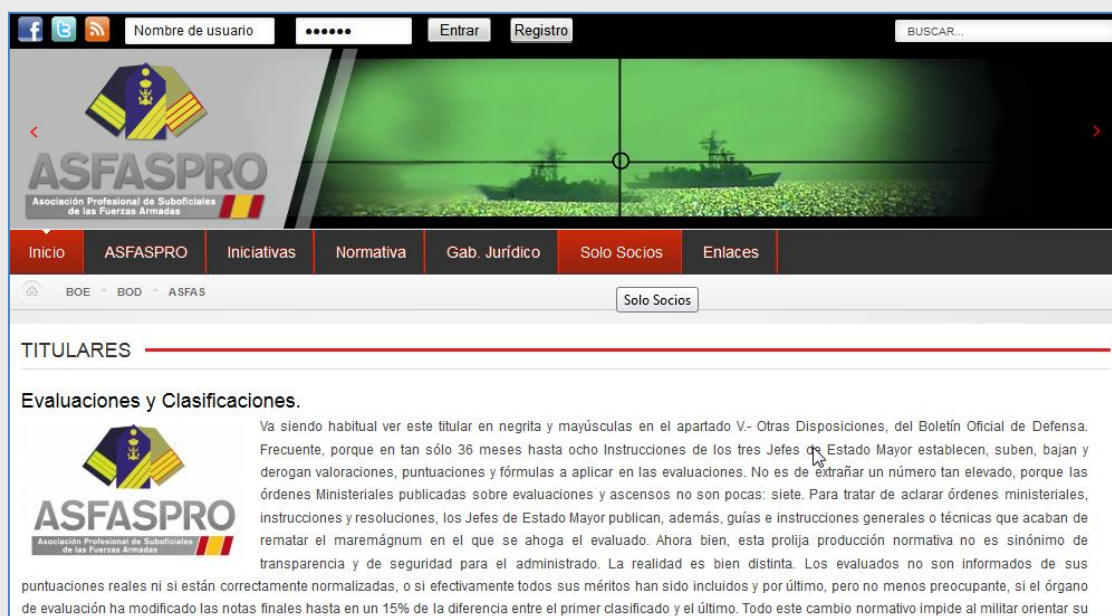 Nombre de usuario
••••••
Entrar
Registro
BUSCAR...
ASFASPRO
Asociación Profesional de Suboficiales
de las Fuerzas Armadas
Inicio
ASFASPRO
Iniciativas
Normativa
Gab. Jurídico
Solo Socios
Enlaces
BOE ^ BOD ^ ASFAS
Solo Socios
TITULARES
Evaluaciones y Clasificaciones.
ASFASPRO
Asociación Profesional de Suboficiales
de las Fuerzas Armadas
Va siendo habitual ver este titular en negrita y mayúsculas en el apartado V.- Otras Disposiciones, del Boletín Oficial de Defensa.
Frecuente, porque en tan sólo 36 meses hasta ocho Instrucciones de los tres Jefes de Estado Mayor establecen, suben, bajan y
derogan valoraciones, puntuaciones y fórmulas a aplicar en las evaluaciones. No es de extrañar un número tan elevado, porque las
órdenes Ministeriales publicadas sobre evaluaciones y ascensos no son pocas: siete. Para tratar de aclarar órdenes ministeriales,
instrucciones y resoluciones, los Jefes de Estado Mayor publican, además, guías e instrucciones generales o técnicas que acaban de
rematar el maremágnum en el que se ahoga el evaluado. Ahora bien, esta prolija producción normativa no es sinónimo de
transparencia y de seguridad para el administrado. La realidad es bien distinta. Los evaluados no son informados de sus
puntuaciones reales ni si están correctamente normalizadas, o si efectivamente todos sus méritos han sido incluidos y por último, pero no menos preocupante, si el órgano
de evaluación ha modificado las notas finales hasta en un 15% de la diferencia entre el primer clasificado y el último. Todo este cambio normativo impide al militar orientar su